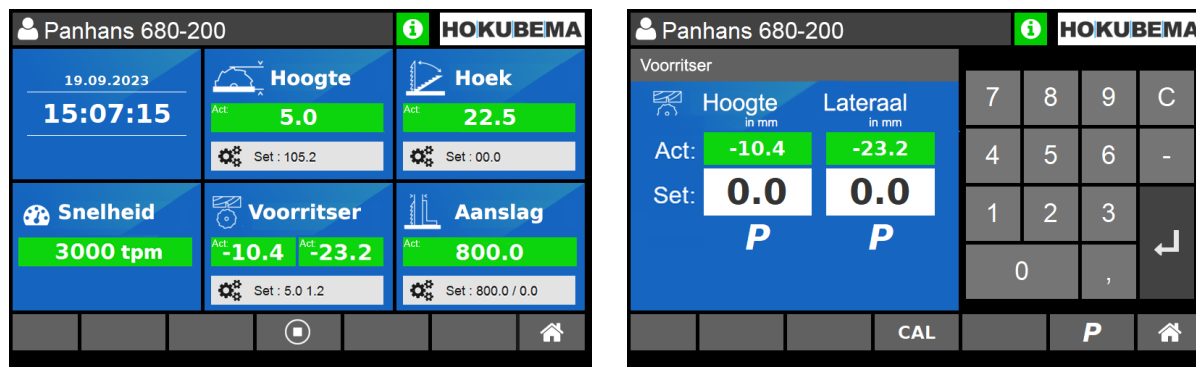 Panhans 680-200
HOKUBEMA
19.09.2023
15:07:15
Hoogte
Act:
5.0
Set : 105.2
Hoek
Act:
22.5
Set : 00.0
Snelheid
3000 tpm
Voorritser
Act: -10.4 Act: -23.2
Set : 5.0 1.2
Aanslag
Act:
800.0
Set : 800.0 / 0.0
Panhans 680-200
i HOKUBEMA
Voorritser
Hoogte Lateraal
in mm in mm
Act: -10.4 -23.2
Set: 0.0 0.0
P P
7 8 9 C
4 5 6 -
1 2 3
0 ,
CAL P